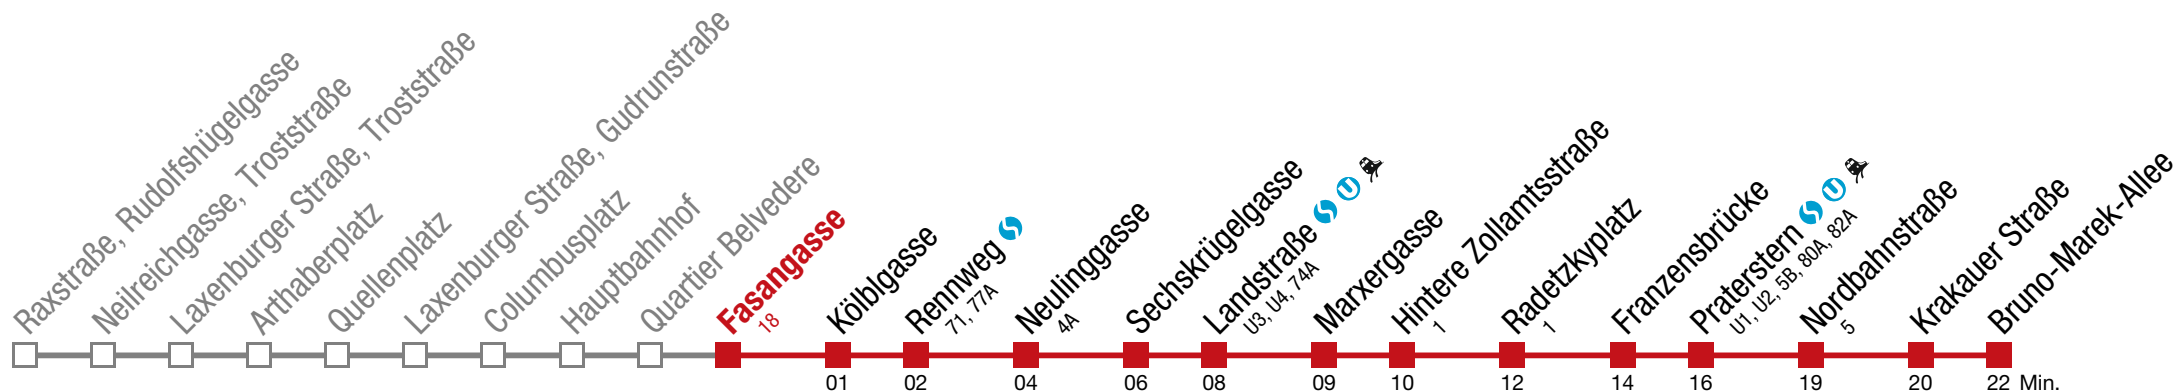 Raxstraße, Rudolfshügelgasse
Neilreichgasse, Troststraße
Laxenburger Straße, Troststraße
Arthaberplatz
Quellenplatz
Laxenburger Straße, Gudrunstraße
Columbusplatz
Hauptbahnhof
Quartier Belvedere
Fasangasse
18
Kölblgasse
Rennweg
71, 77A
Neulinggasse
4A
Sechskrügelgasse
Landstraße U
U3, U4, 74A
Marxergasse
Hintere Zollamtsstraße
1
Radetzkyplatz
1
Franzensbrücke
Praterstern U
U1, U2, 5B, 80A, 82A
Nordbahnstraße
5
Krakauer Straße
Bruno-Marek-Allee
01 02 04 06 08 09 10 12 14 16 19 20 22 Min.